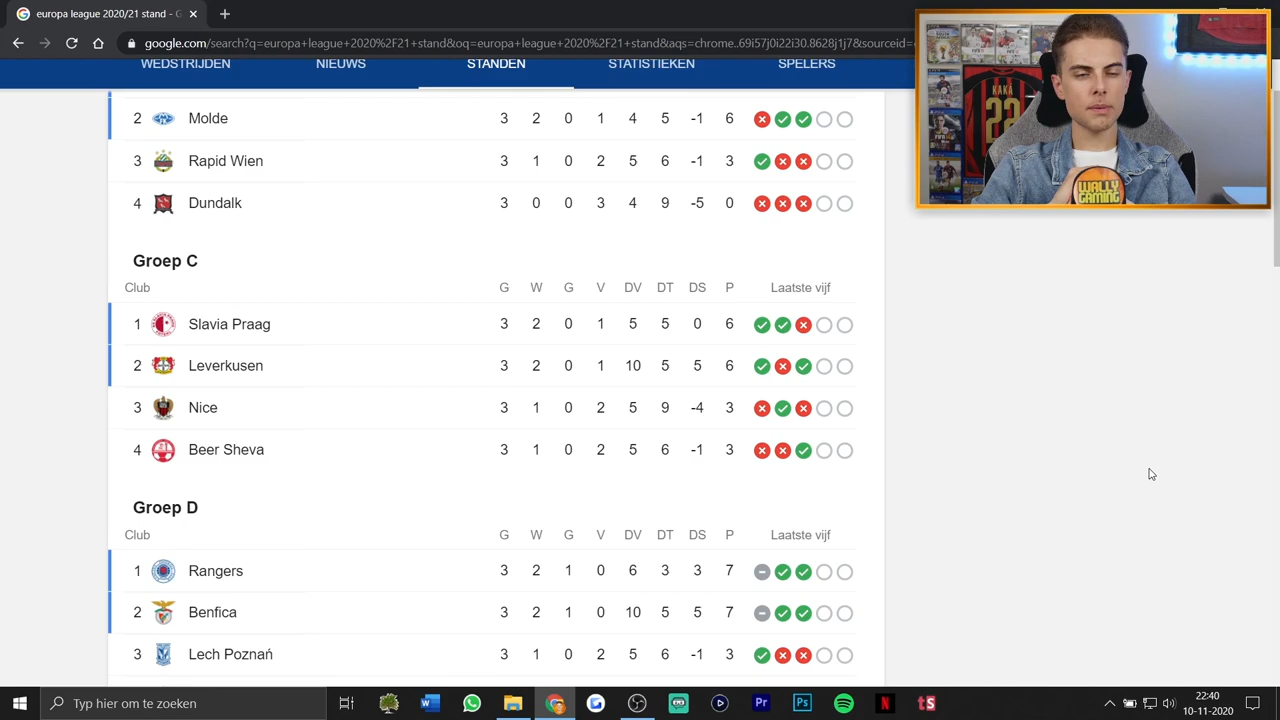 europa league 2020/21 stand - G
google.com/search?q=europa+league+2020%2F21+stand&oq=europa+league+2020%2F21+stand&aqs=chrome..69i57j0i22i30.8628j1j7&sourceid=
WEDSTRIJDEN NIEUWS STANDEN STATISTIEKEN SPELERS
2 Molde 3 2 0 1 4 5 -1 6
3 Rapid Wien 3 1 0 2 5 6 -1 3
4 Dundalk 3 0 0 3 4 9 -5 0
Groep C
Club G W G V DV DT DS P Laatste vijf
1 Slavia Praag 3 2 0 1 5 5 0 6
2 Leverkusen 3 2 0 1 10 5 5 6
3 Nice 3 1 0 2 5 9 -4 3
4 Beer Sheva 3 1 0 2 5 6 -1 3
Groep D
Club G W G V DV DT DS P Laatste vijf
1 Rangers 3 2 1 0 6 3 3 7
2 Benfica 3 2 1 0 10 5 5 7
3 Lech Poznań 3 1 0 2 5 6 -1 3
KAKÁ
22
WALLY
GAMING
Typ hier om te zoeken
22:40
10-11-2020